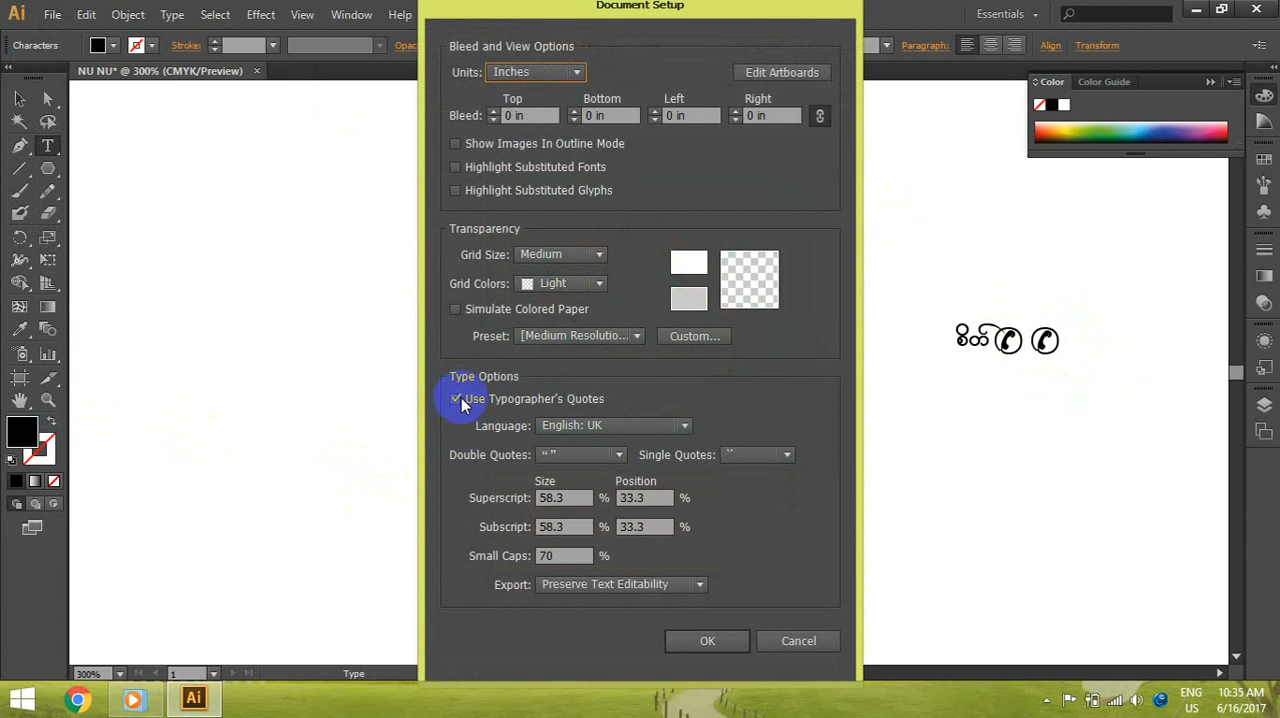 Document Setup
Ai File Edit Object Type Select Effect View Window Help Essentials
Characters Stroke: Opac Paragraph: Align Transform
NU NU* @ 300% (CMYK/Preview) ×
Color Color Guide
Bleed and View Options
Units: Inches Edit Artboards
Top Bottom Left Right
Bleed: 0 in 0 in 0 in 0 in
Show Images In Outline Mode
Highlight Substituted Fonts
Highlight Substituted Glyphs
Transparency
Grid Size: Medium
Grid Colors: Light
Simulate Colored Paper
Preset: [Medium Resolutio... Custom...
စိတ်
Type Options
Use Typographer's Quotes
Language: English: UK
Double Quotes: “ ” Single Quotes: ‘’
Size Position
Superscript: 58.3 % 33.3 %
Subscript: 58.3 % 33.3 %
Small Caps: 70 %
Export: Preserve Text Editability
OK Cancel
300% 1 Type
Ai ENG 10:35 AM
US 6/16/2017